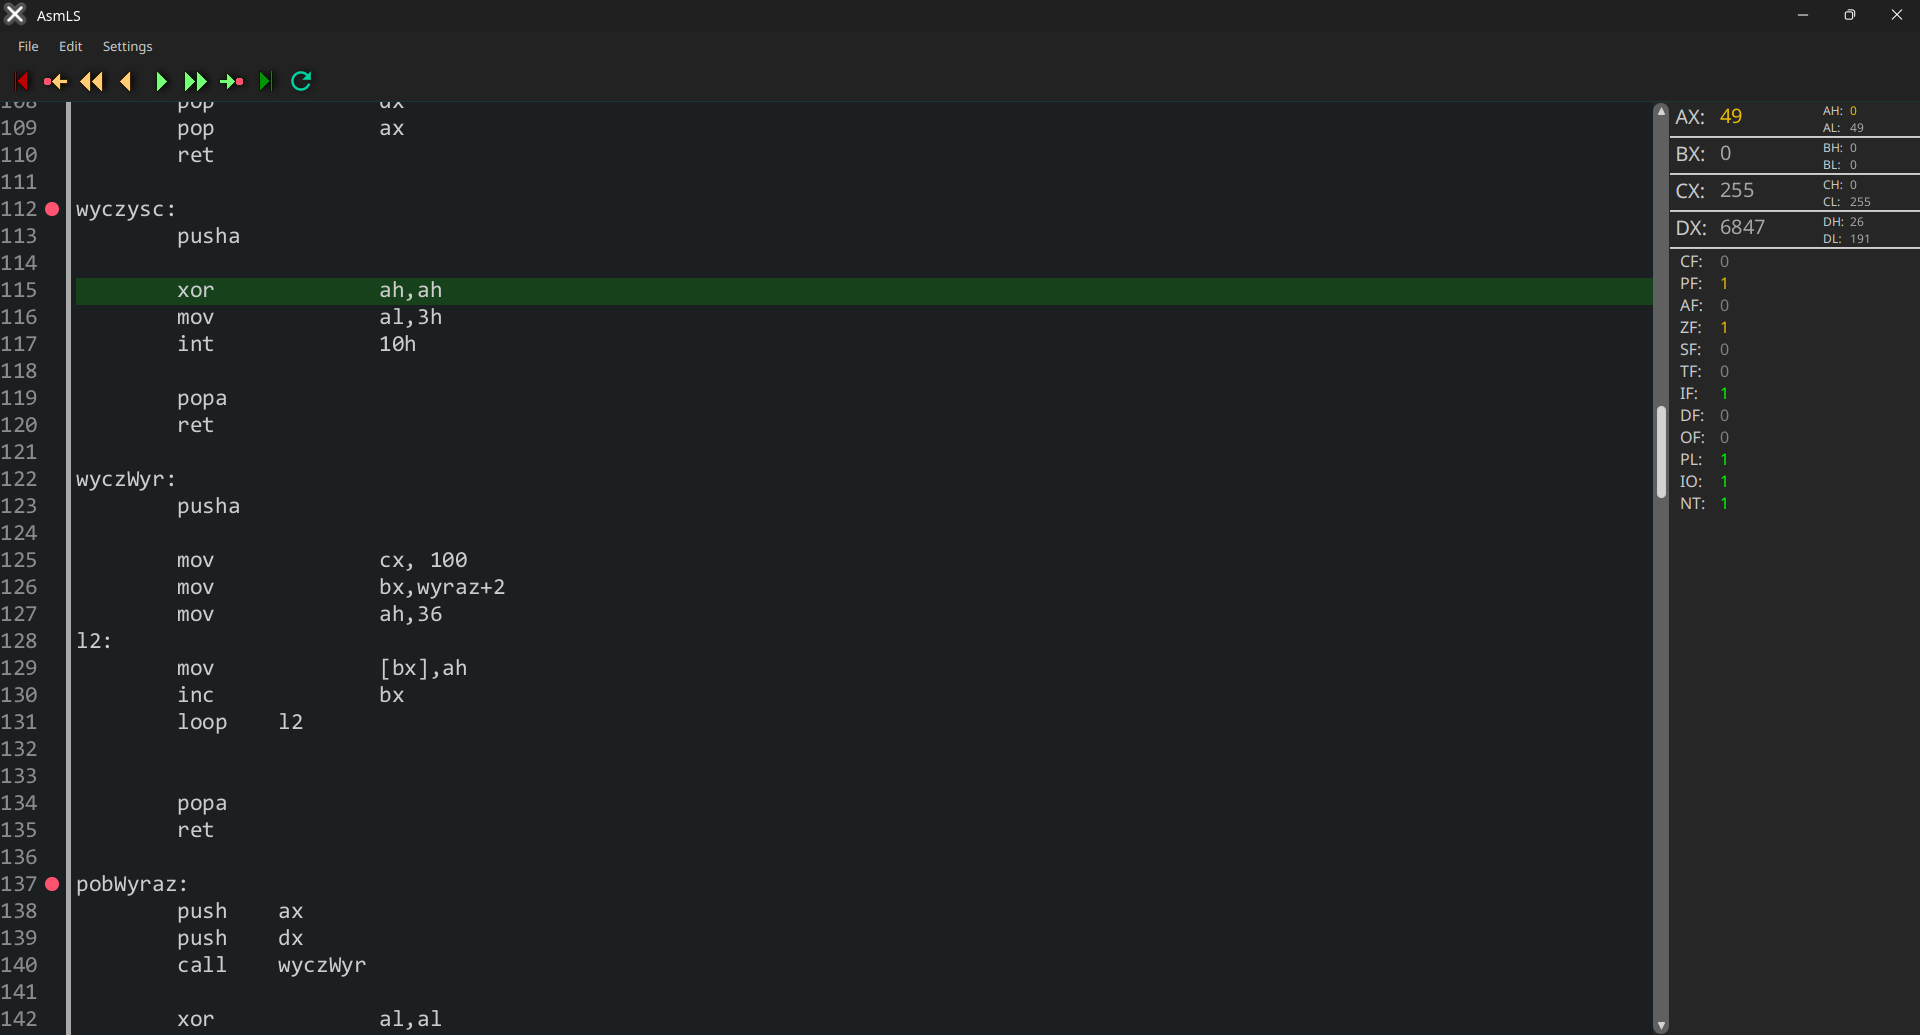 AsmLS
File Edit Settings
108 pop dx
109 pop ax
110 ret
111
112 wyczysc:
113 pusha
114
115 xor ah,ah
116 mov al,3h
117 int 10h
118
119 popa
120 ret
121
122 wyczWyr:
123 pusha
124
125 mov cx, 100
126 mov bx,wyraz+2
127 mov ah,36
128 l2:
129 mov [bx],ah
130 inc bx
131 loop l2
132
133
134 popa
135 ret
136
137 pobWyraz:
138 push ax
139 push dx
140 call wyczWyr
141
142 xor al,al
AX: 49 AH: 0
AL: 49
BX: 0 BH: 0
BL: 0
CX: 255 CH: 0
CL: 255
DX: 6847 DH: 26
DL: 191
CF: 0
PF: 1
AF: 0
ZF: 1
SF: 0
TF: 0
IF: 1
DF: 0
OF: 0
PL: 1
IO: 1
NT: 1